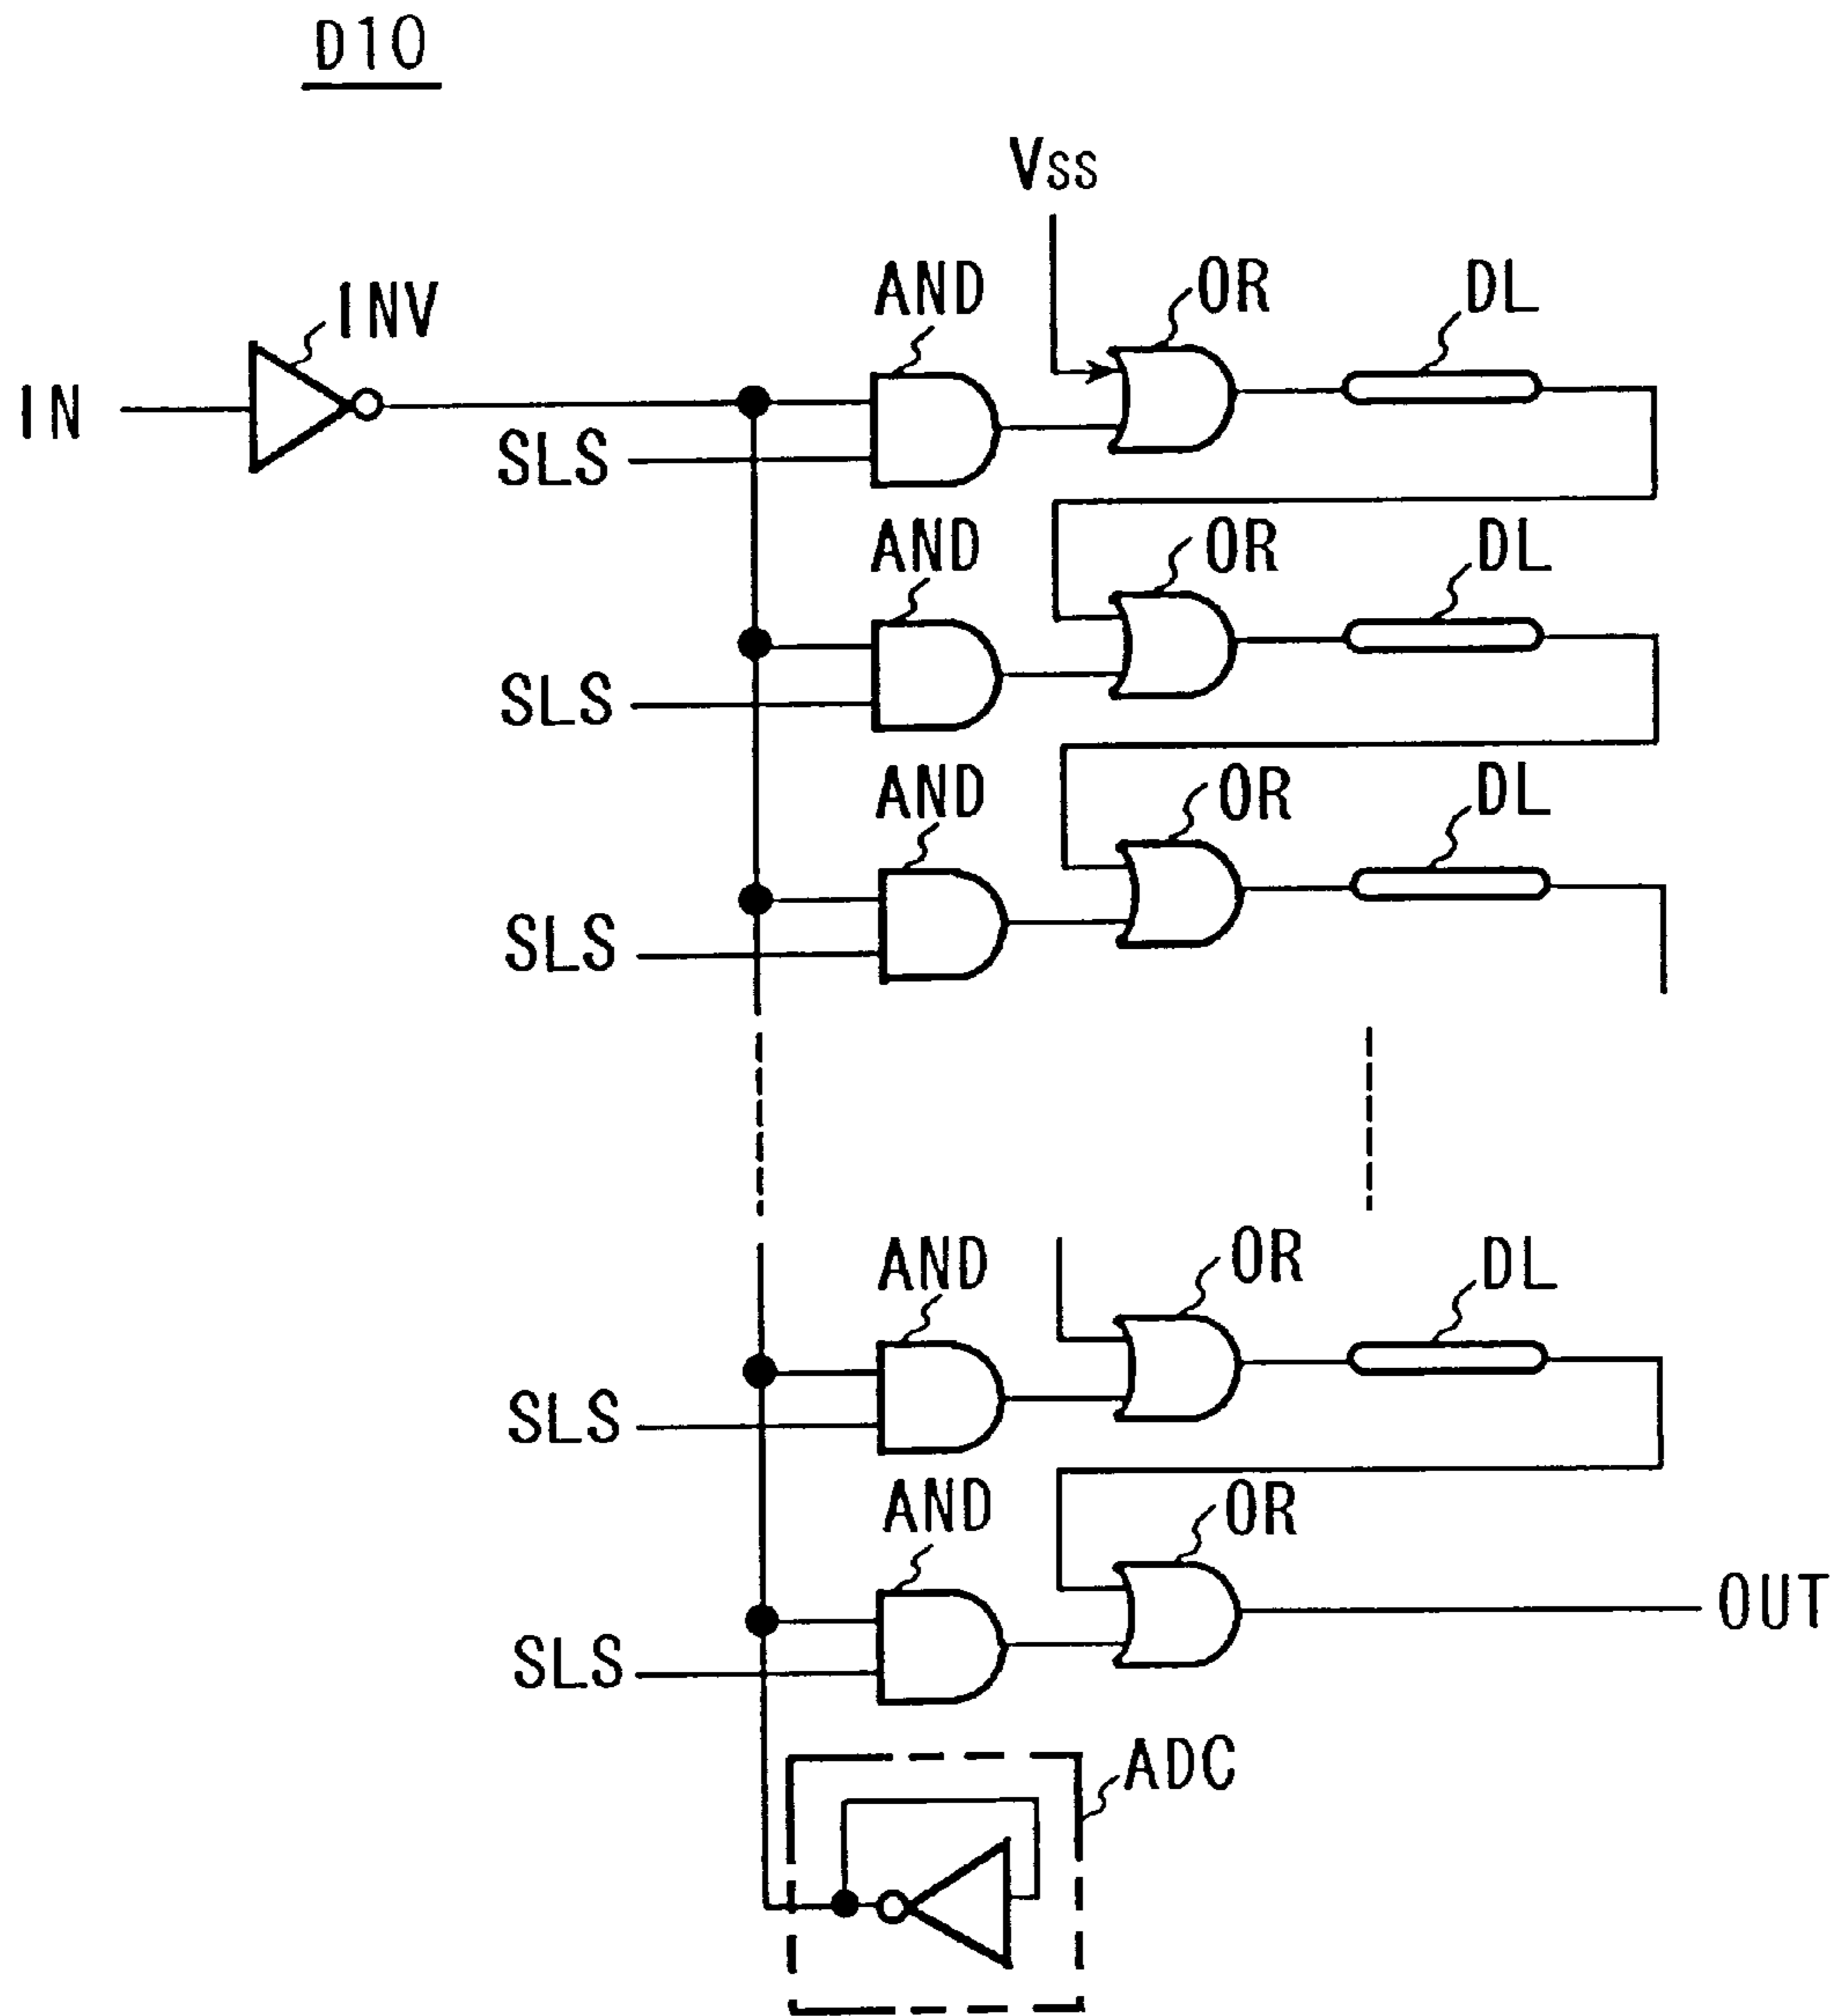 D10
Vss
AND OR DL
INV
IN
SLS
AND OR DL
SLS
AND OR DL
SLS
AND OR DL
SLS
AND OR
OUT
SLS
ADC